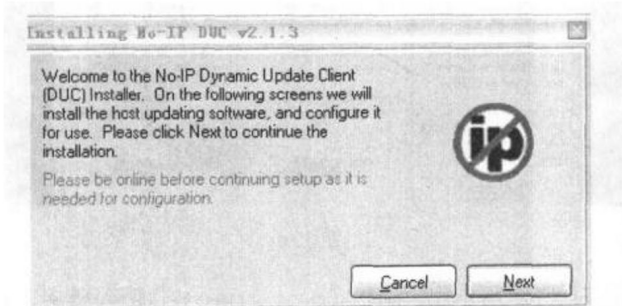 Installing No-IP DUC v2.1.3
Welcome to the No-IP Dynamic Update Client
(DUC) Installer. On the following screens we will
install the host updating software, and configure it
for use. Please click Next to continue the
installation.
Please be online before continuing setup as it is
needed for configuration.
ip
Cancel
Next